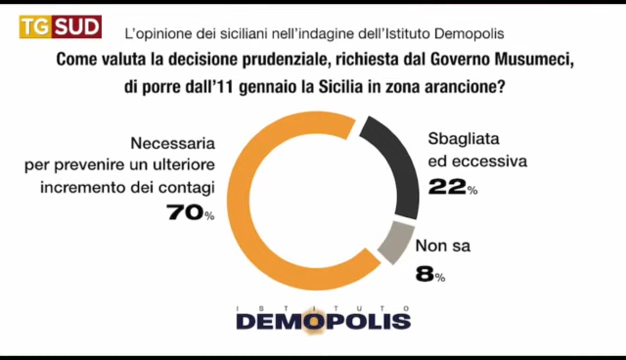 TG SUD
L'opinione dei siciliani nell'indagine dell'Istituto Demopolis
Come valuta la decisione prudenziale, richiesta dal Governo Musumeci,
di porre dall'11 gennaio la Sicilia in zona arancione?
Necessaria
per prevenire un ulteriore
incremento dei contagi
70%
Sbagliata
ed eccessiva
22%
Non sa
8%
ISTITUTO
DEMOPOLIS